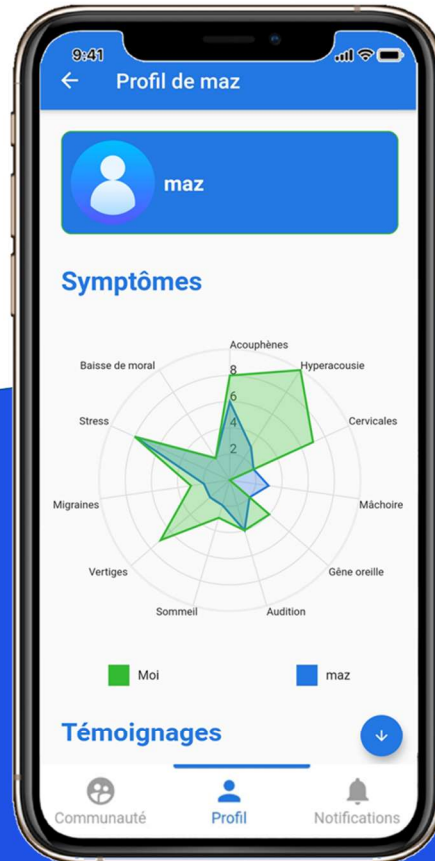 9:41
Profil de maz
maz
Symptômes
Acouphènes
Baisse de moral
Hyperacousie
8
6
Stress
Cervicales
4
2
Migraines
Mâchoire
Vertiges
Gêne oreille
Sommeil
Audition
Moi
maz
Témoignages
Communauté
Profil
Notifications